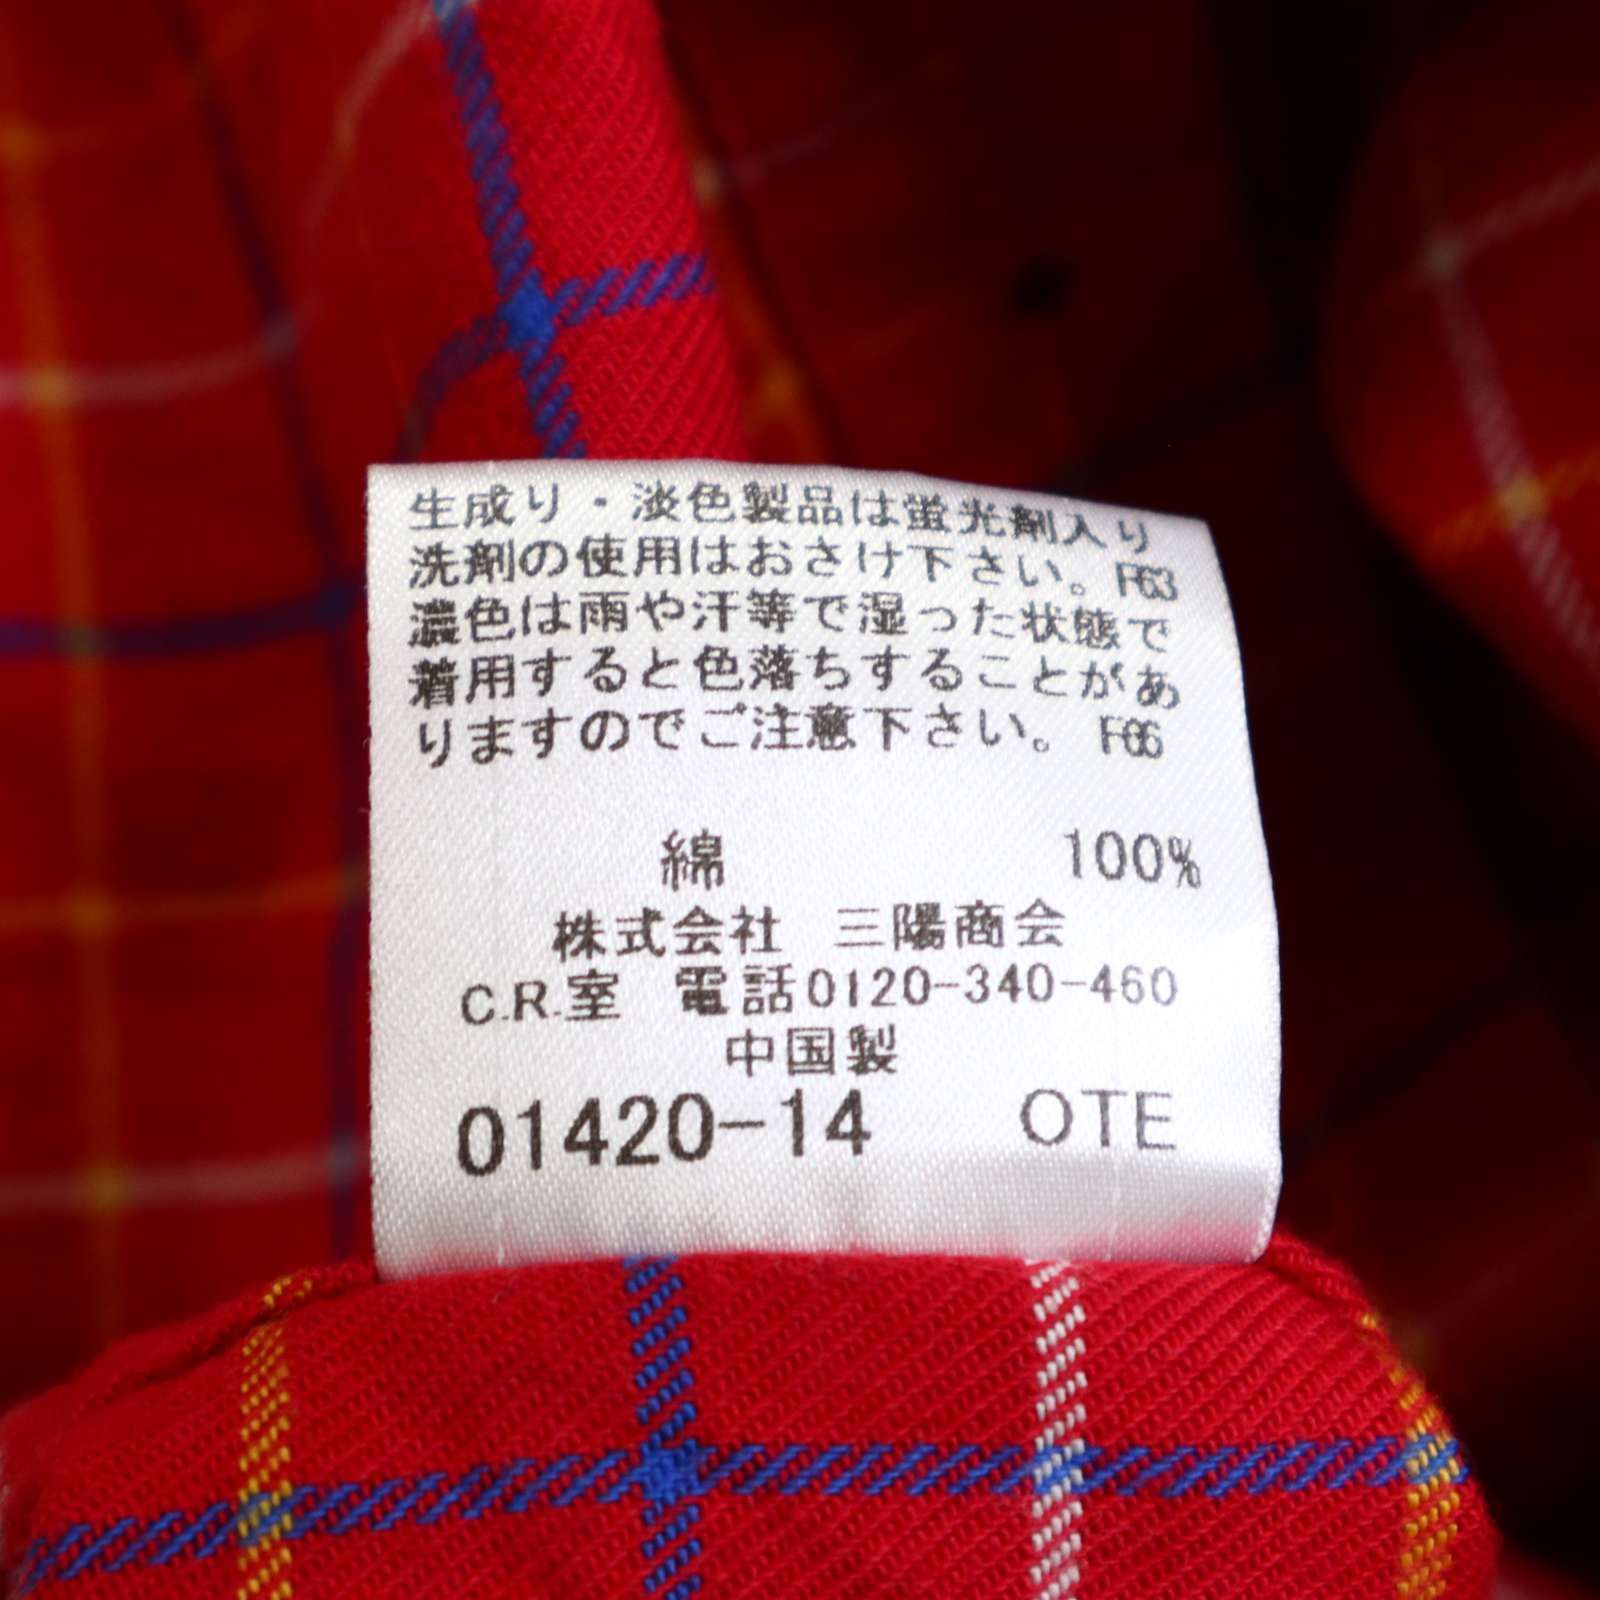 生成り・淡色製品は蛍光剤入り
洗剤の使用はおさけ下さい。F63
濃色は雨や汗等で湿った状態で
着用すると色落ちすることがあ
りますのでご注意下さい。 F66
綿 100%
株式会社 三陽商会
C.R.室 電話0120-340-460
中国製
01420-14 OTE